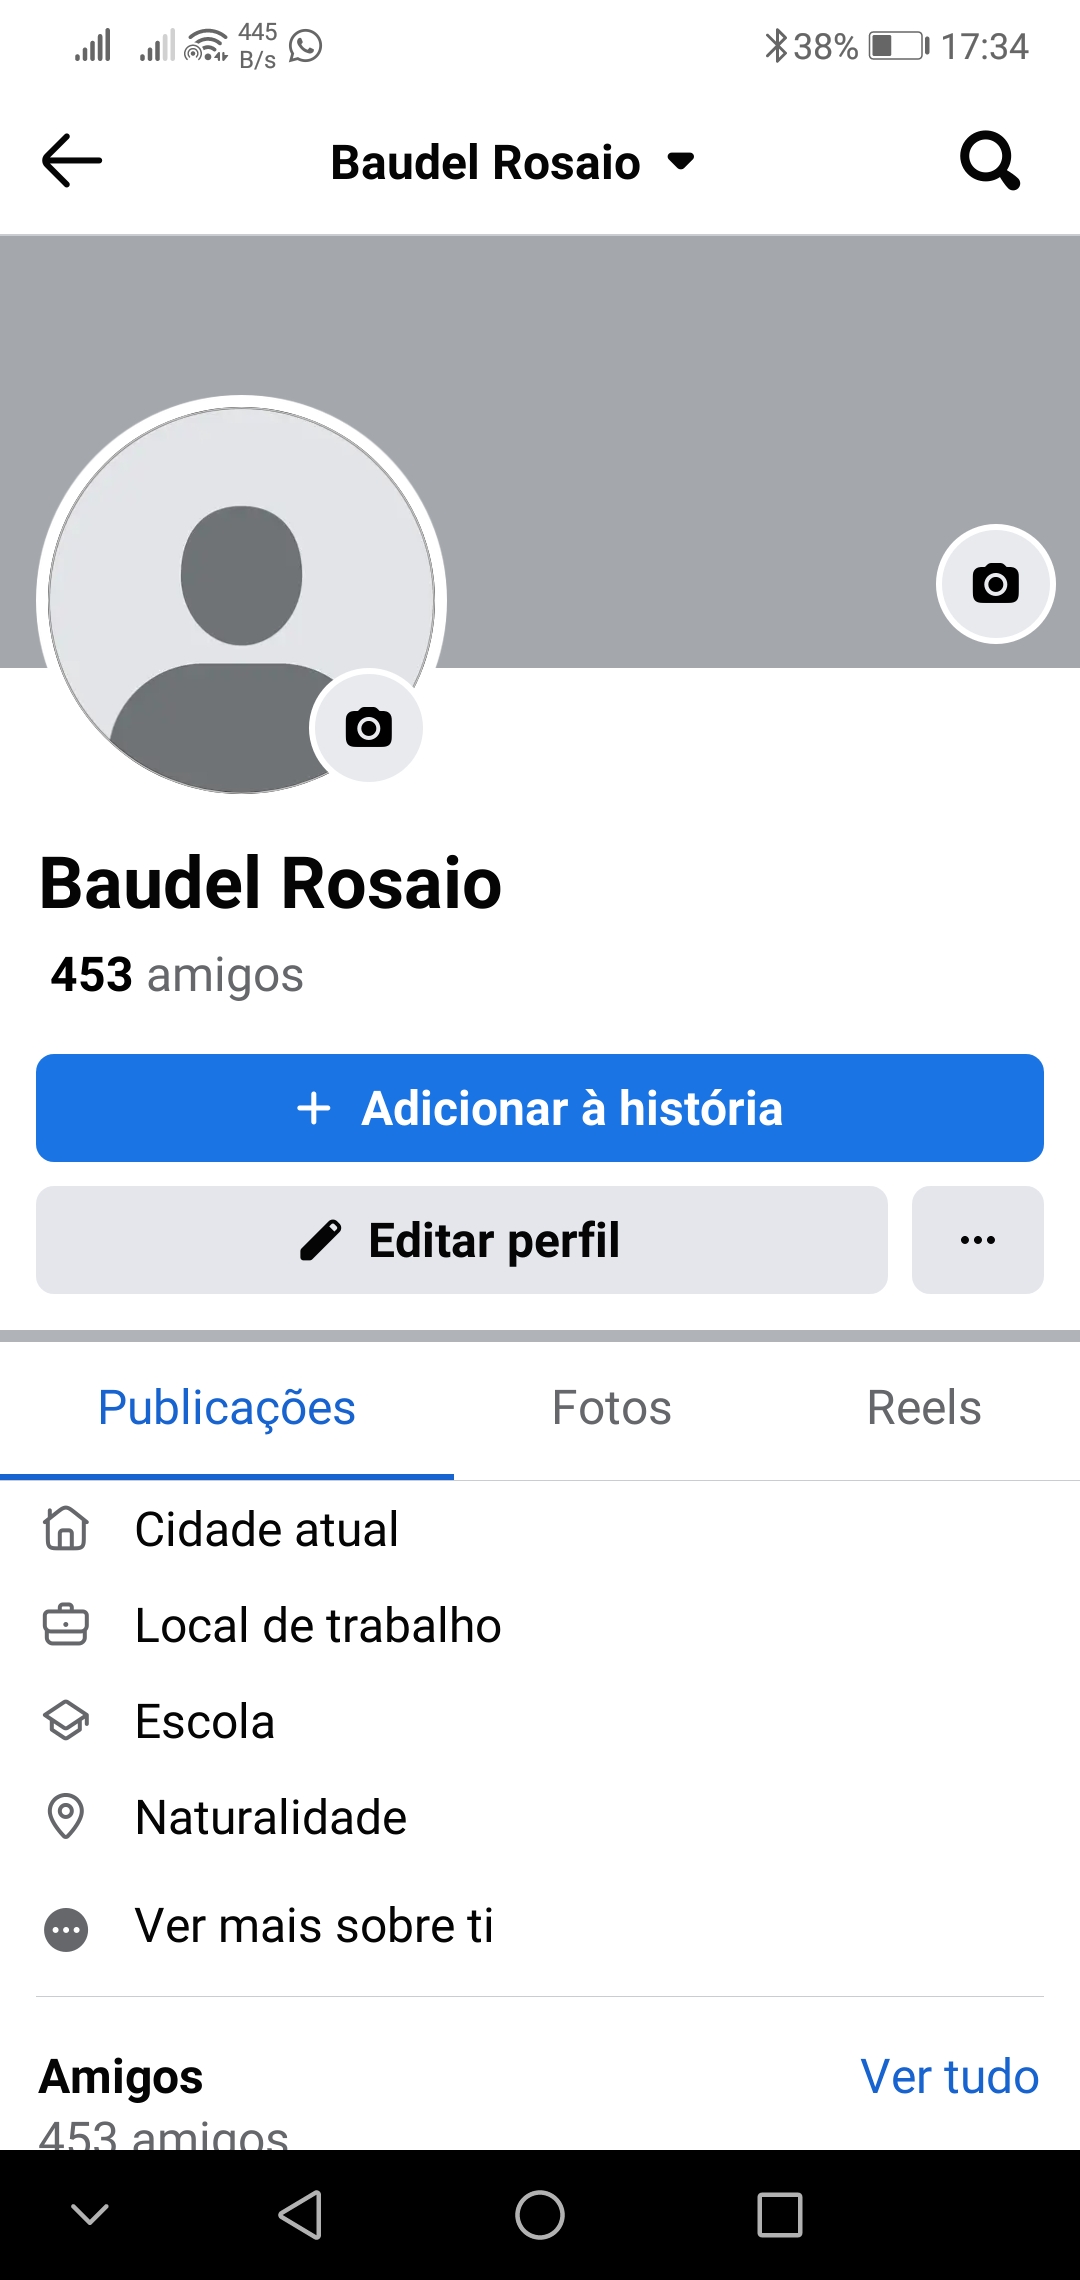 445
B/s
38%
17:34
Baudel Rosaio
Baudel Rosaio
453 amigos
+ Adicionar à história
Editar perfil
Publicações
Fotos
Reels
Cidade atual
Local de trabalho
Escola
Naturalidade
Ver mais sobre ti
Amigos
Ver tudo
453 amigos